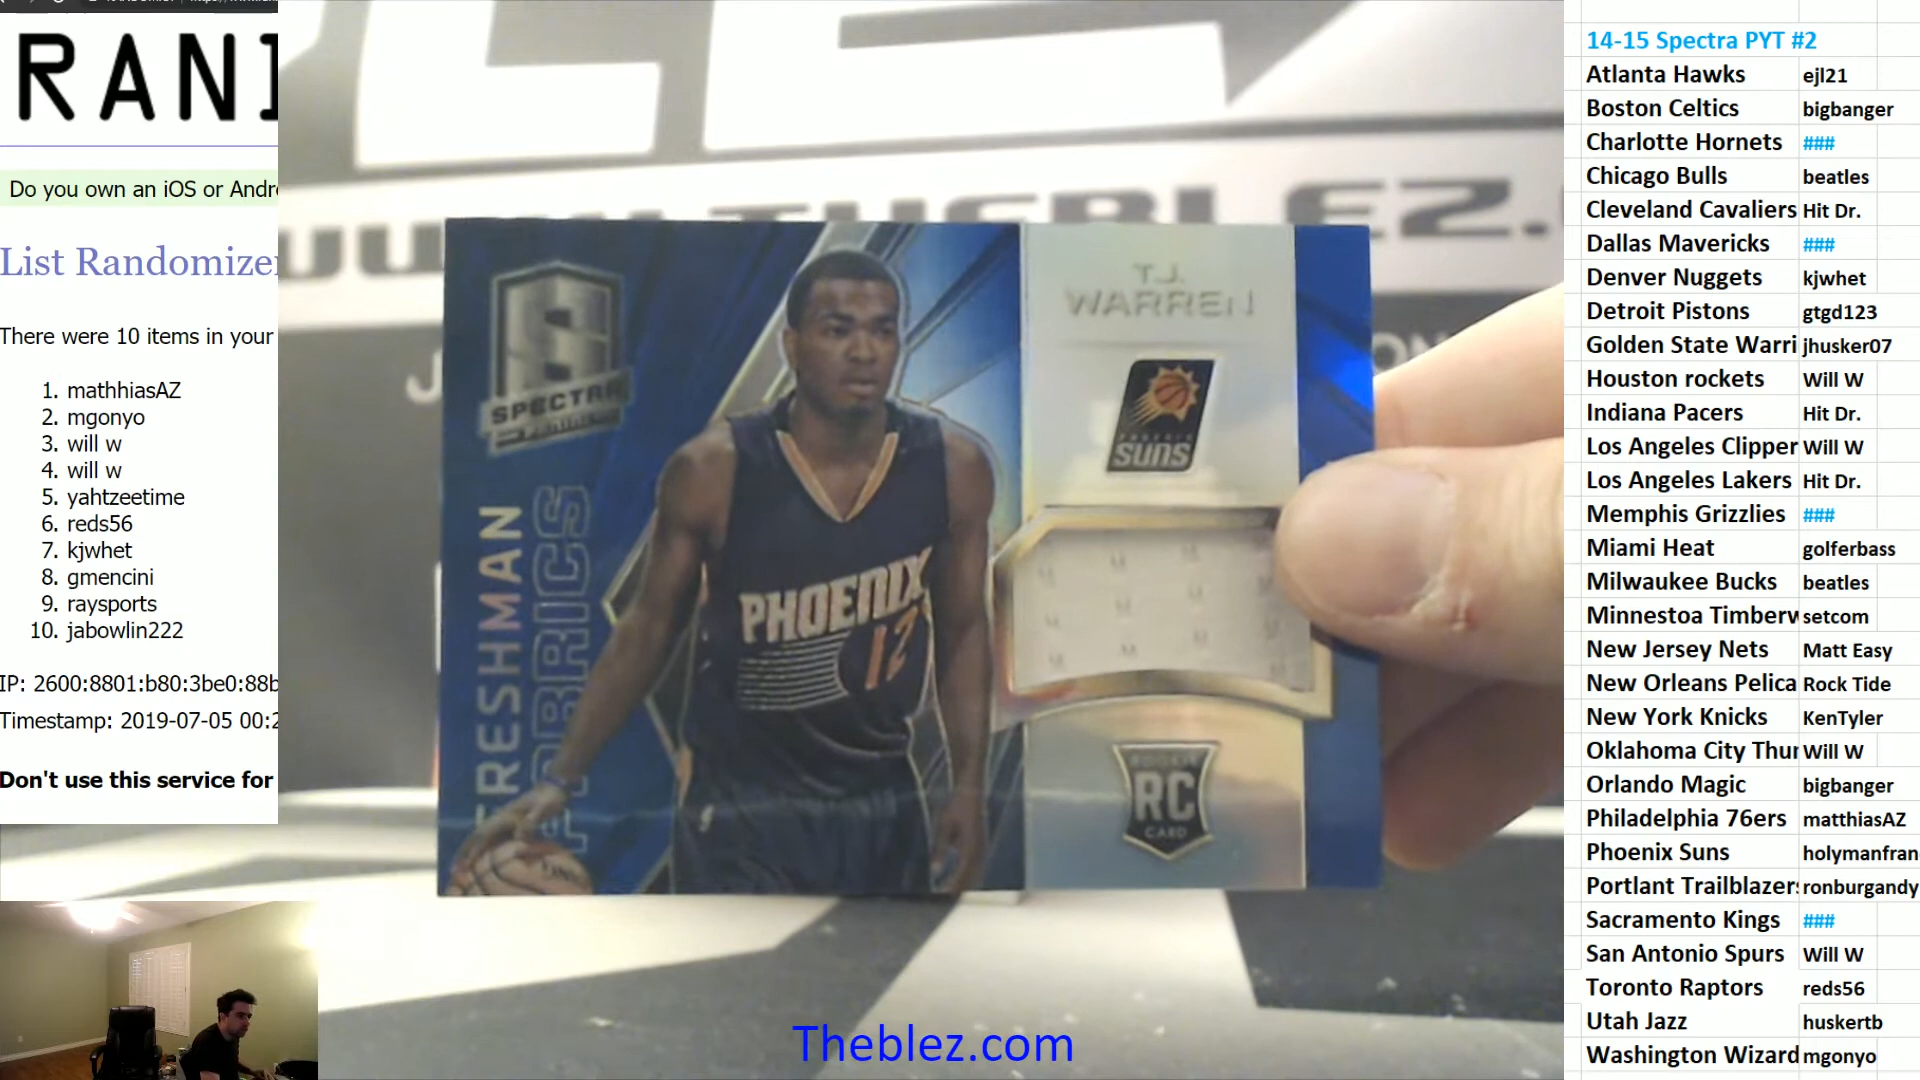 RAN
Do you own an iOS or Andr
List Randomize
There were 10 items in your
1. mathhiasAZ
2. mgonyo
3. will w
4. will w
5. yahtzeetime
6. reds56
7. kjwhet
8. gmencini
9. raysports
10. jabowlin222
IP: 2600:8801:b80:3be0:88b
Timestamp: 2019-07-05 00:2
Don't use this service for
SPECTRA
FRESHMAN
FABRICS
PHOENIX
12
T.J.
WARREN
PHOENIX
SUNS
ROOKIE
RC
CARD
Theblez.com
14-15 Spectra PYT #2
Atlanta Hawks ejl21
Boston Celtics bigbanger
Charlotte Hornets ###
Chicago Bulls beatles
Cleveland Cavaliers Hit Dr.
Dallas Mavericks ###
Denver Nuggets kjwhet
Detroit Pistons gtgd123
Golden State Warri jhusker07
Houston rockets Will W
Indiana Pacers Hit Dr.
Los Angeles Clipper Will W
Los Angeles Lakers Hit Dr.
Memphis Grizzlies ###
Miami Heat golferbass
Milwaukee Bucks beatles
Minnestoa Timberw setcom
New Jersey Nets Matt Easy
New Orleans Pelica Rock Tide
New York Knicks KenTyler
Oklahoma City Thu Will W
Orlando Magic bigbanger
Philadelphia 76ers matthiasAZ
Phoenix Suns holymanfran
Portlant Trailblazers ronburgandy
Sacramento Kings ###
San Antonio Spurs Will W
Toronto Raptors reds56
Utah Jazz huskertb
Washington Wizard mgonyo